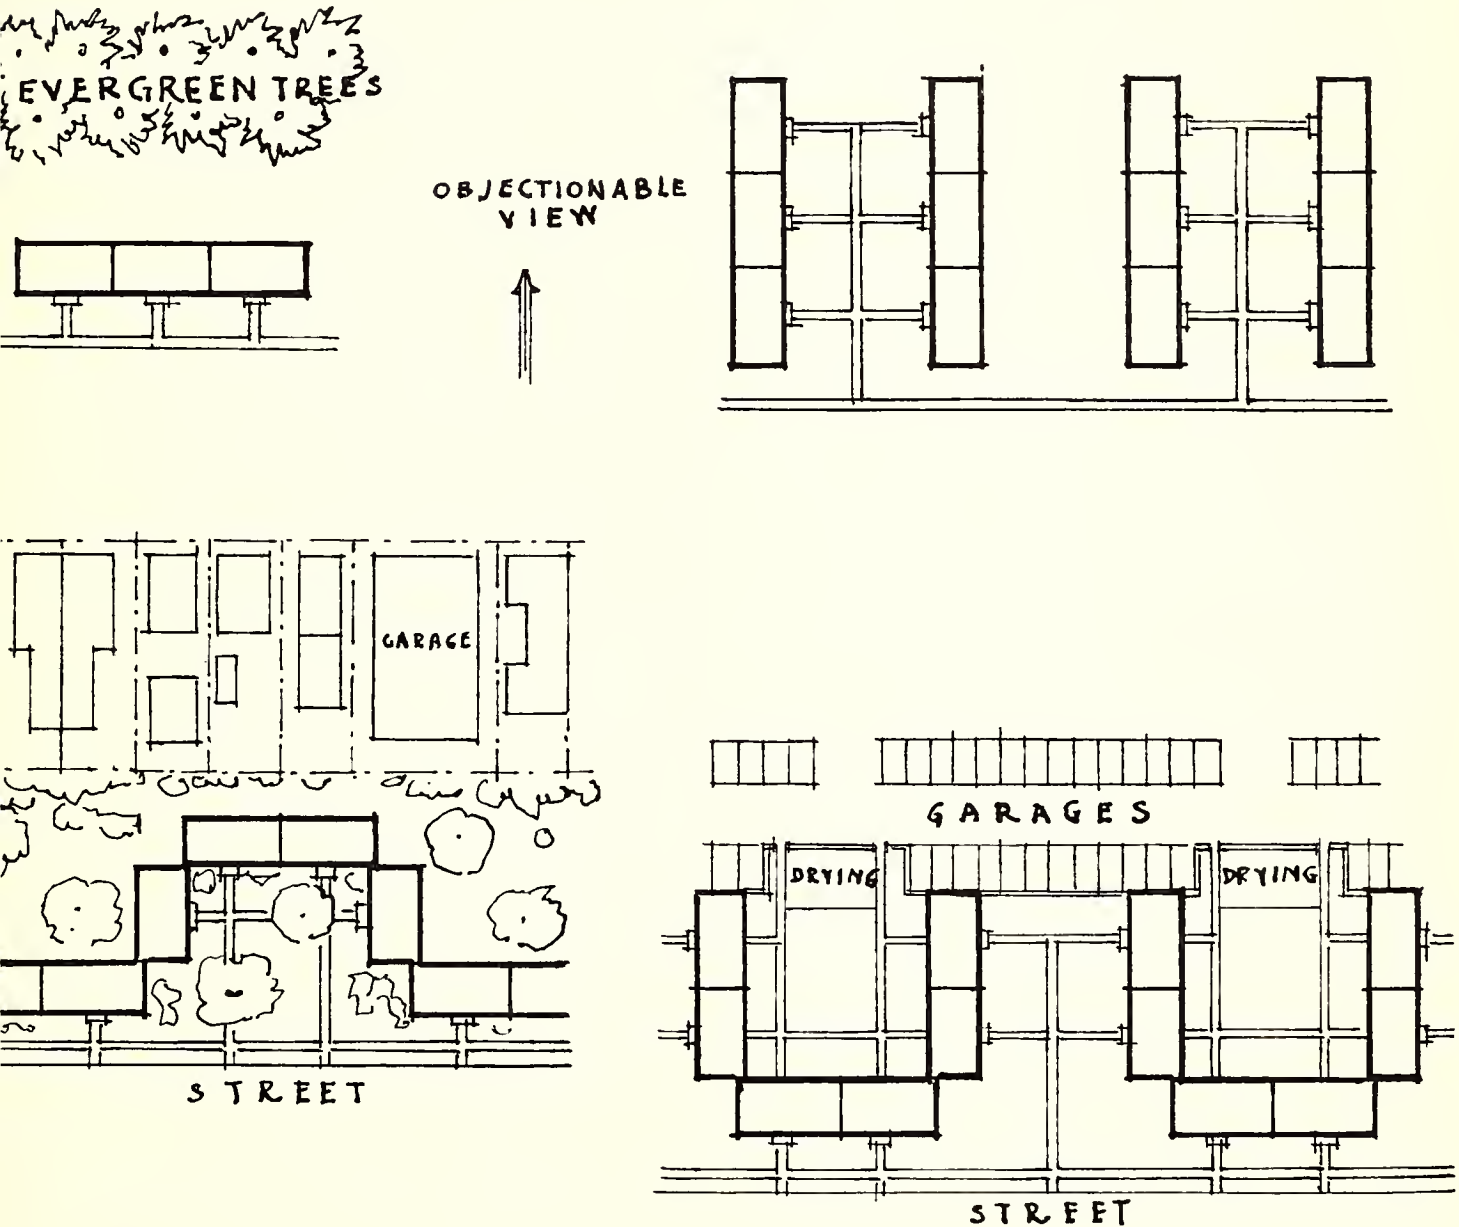 EVERGREEN TREES
OBJECTIONABLE
VIEW
GARAGE
GARAGES
DRYING
DRYING
STREET
STREET